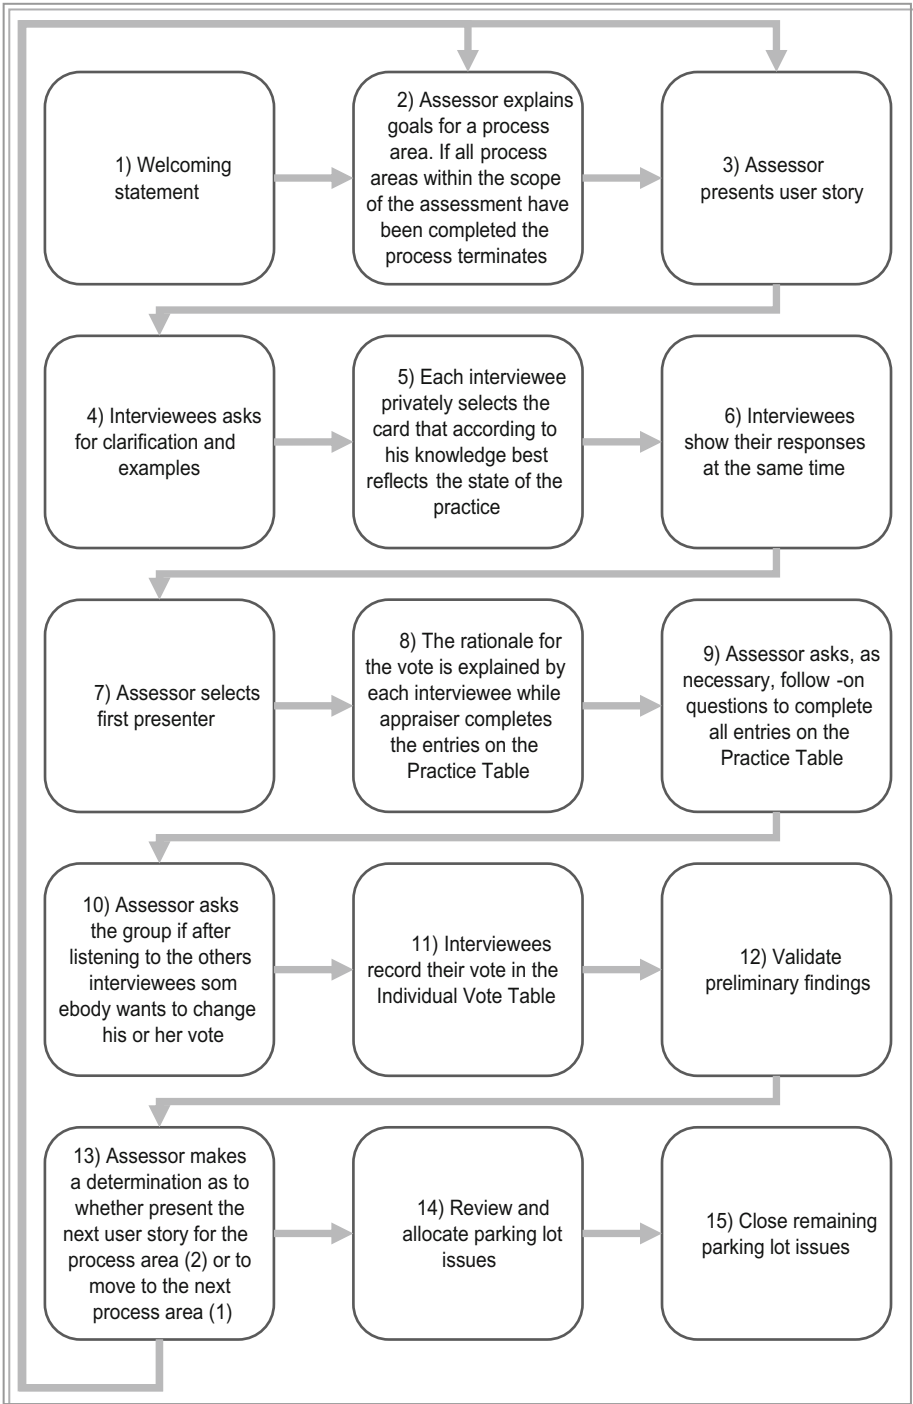 1) Welcoming
statement
2) Assessor explains
goals for a process
area. If all process
areas within the scope
of the assessment have
been completed the
process terminates
3) Assessor
presents user story
4) Interviewees asks
for clarification and
examples
5) Each interviewee
privately selects the
card that according to
his knowledge best
reflects the state of the
practice
6) Interviewees
show their responses
at the same time
7) Assessor selects
first presenter
8) The rationale for
the vote is explained by
each interviewee while
appraiser completes
the entries on the
Practice Table
9) Assessor asks, as
necessary, follow -on
questions to complete
all entries on the
Practice Table
10) Assessor asks
the group if after
listening to the others
interviewees som
ebody wants to change
his or her vote
11) Interviewees
record their vote in the
Individual Vote Table
12) Validate
preliminary findings
13) Assessor makes
a determination as to
whether present the
next user story for the
process area (2) or to
move to the next
process area (1)
14) Review and
allocate parking lot
issues
15) Close remaining
parking lot issues